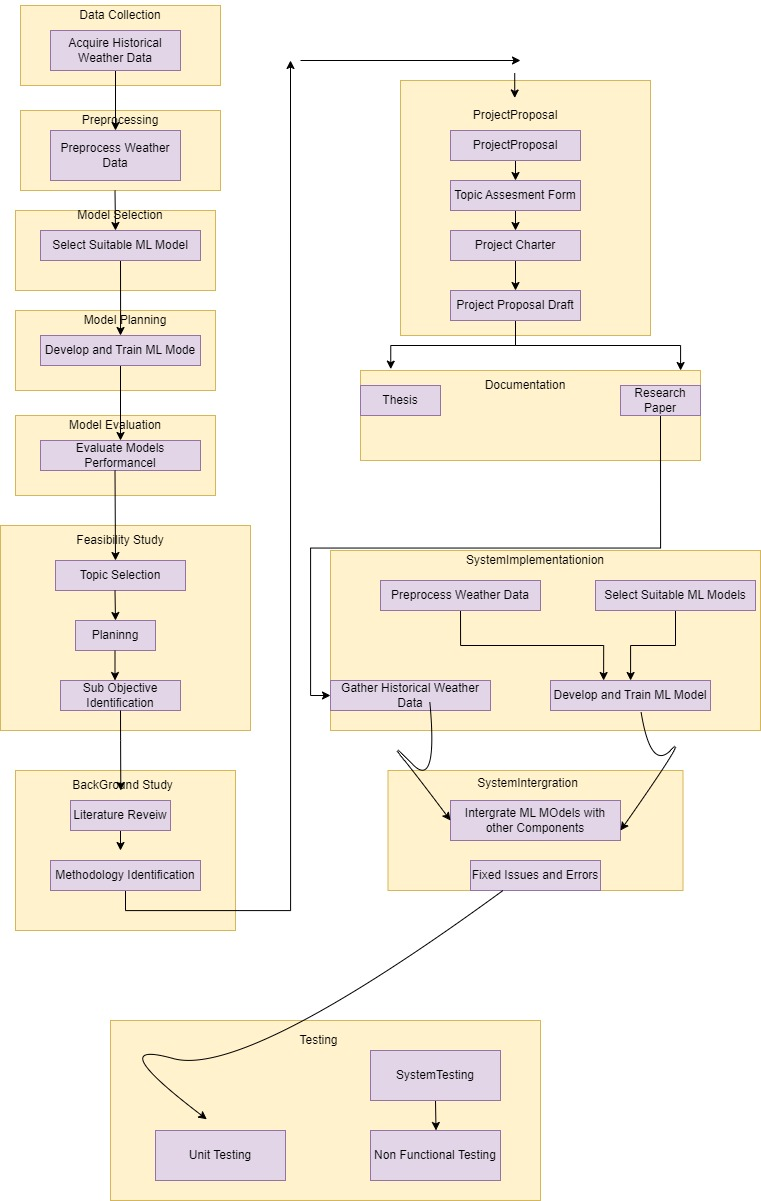 Data Collection
Acquire Historical
Weather Data
Preprocessing
Preprocess Weather
Data
Model Selection
Select Suitable ML Model
Model Planning
Develop and Train ML Mode
Model Evaluation
Evaluate Models
Performancel
Feasibility Study
Topic Selection
Planinng
Sub Objective
Identification
BackGround Study
Literature Reveiw
Methodology Identification
ProjectProposal
ProjectProposal
Topic Assesment Form
Project Charter
Project Proposal Draft
Documentation
Thesis
Research
Paper
SystemImplementationion
Preprocess Weather Data
Select Suitable ML Models
Gather Historical Weather
Data
Develop and Train ML Model
SystemIntergration
Intergrate ML MOdels with
other Components
Fixed Issues and Errors
Testing
SystemTesting
Unit Testing
Non Functional Testing